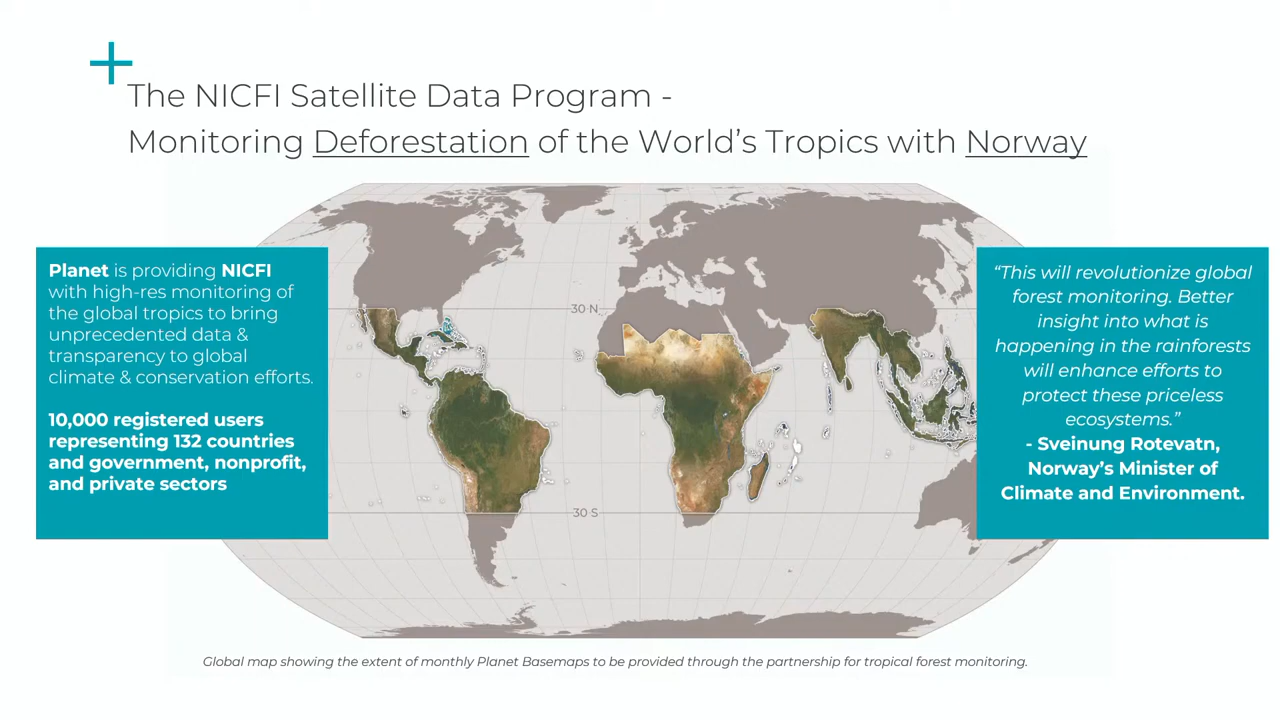 The NICFI Satellite Data Program -
Monitoring Deforestation of the World's Tropics with Norway
Planet is providing NICFI
with high-res monitoring of
the global tropics to bring
unprecedented data &
transparency to global
climate & conservation efforts.
10,000 registered users
representing 132 countries
and government, nonprofit,
and private sectors
30 N
30 S
“This will revolutionize global
forest monitoring. Better
insight into what is
happening in the rainforests
will enhance efforts to
protect these priceless
ecosystems.”
- Sveinung Rotevatn,
Norway's Minister of
Climate and Environment.
Global map showing the extent of monthly Planet Basemaps to be provided through the partnership for tropical forest monitoring.